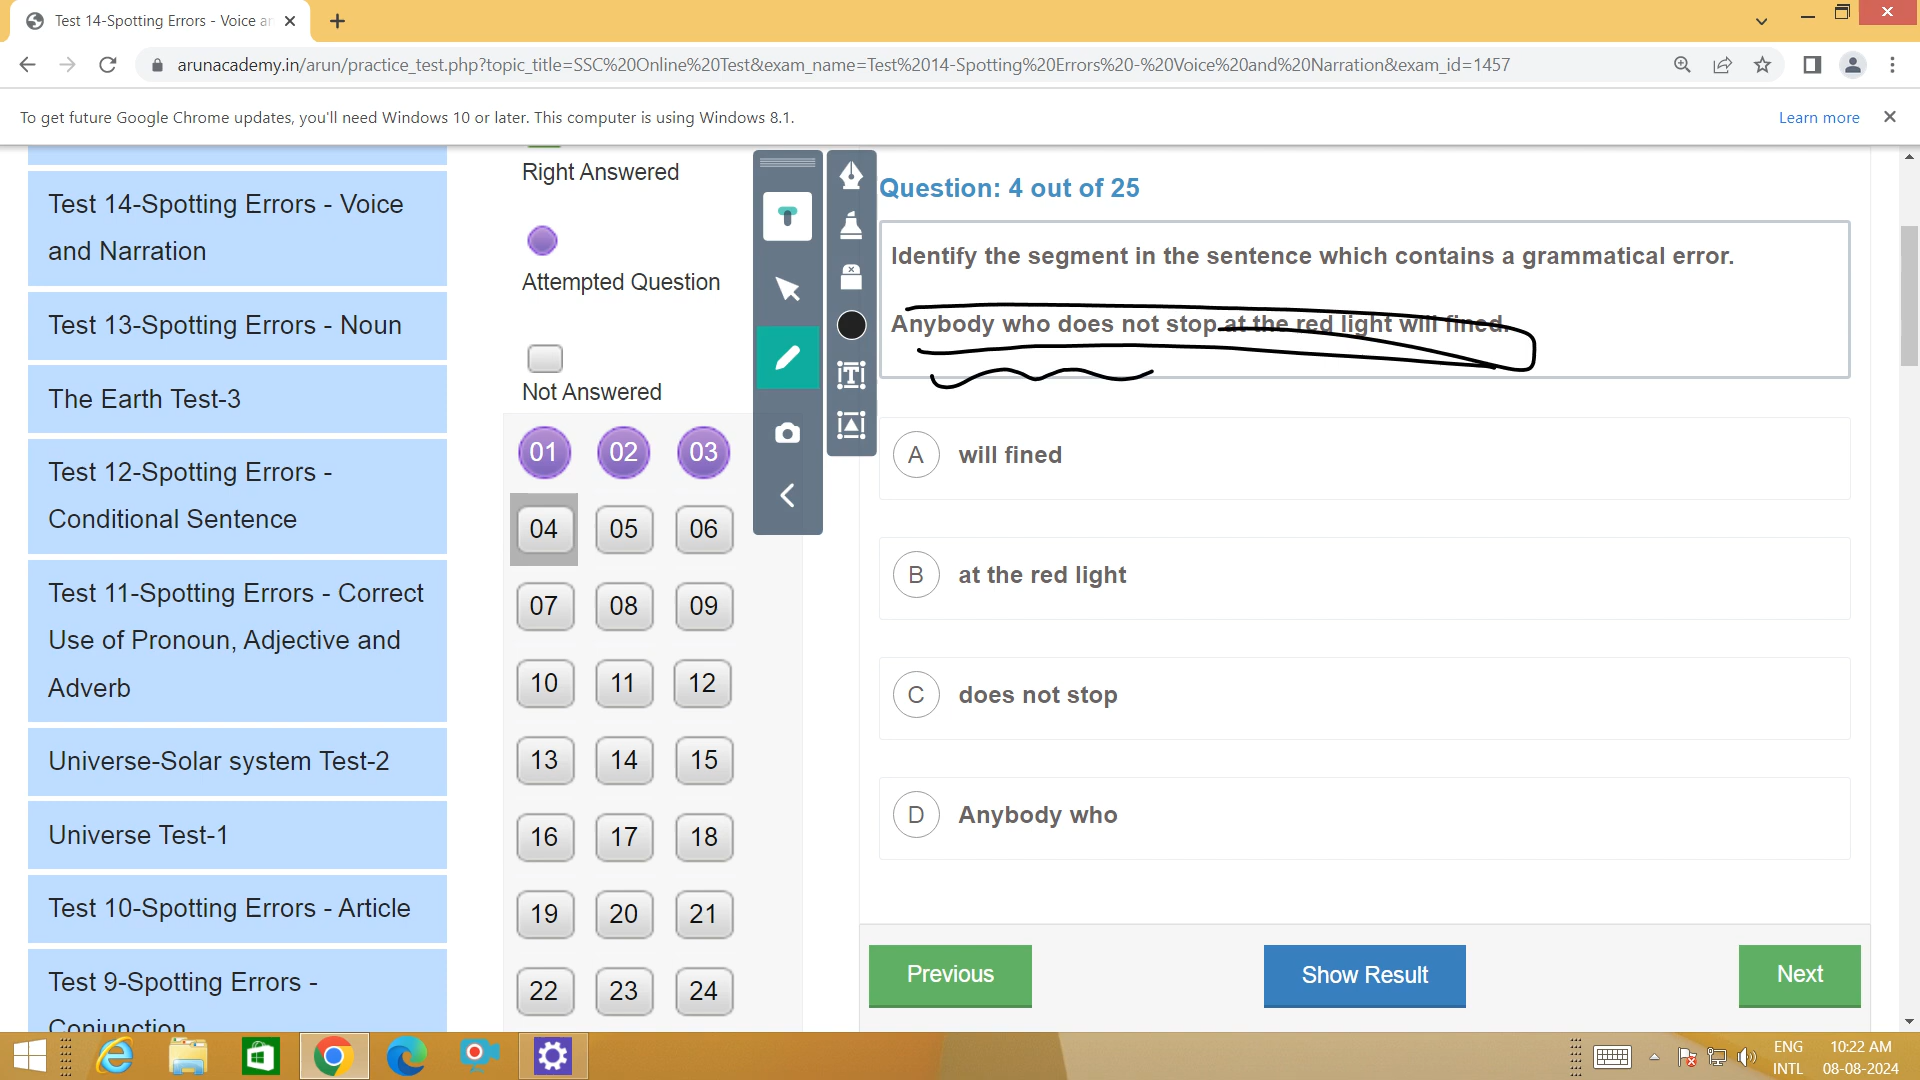 Test 14-Spotting Errors - Voice an
arunacademy.in/arun/practice_test.php?topic_title=SSC%20Online%20Test&exam_name=Test%2014-Spotting%20Errors%20-%20Voice%20and%20Narration&exam_id=1457
To get future Google Chrome updates, you'll need Windows 10 or later. This computer is using Windows 8.1.
Learn more
Test 14-Spotting Errors - Voice
and Narration
Test 13-Spotting Errors - Noun
The Earth Test-3
Test 12-Spotting Errors -
Conditional Sentence
Test 11-Spotting Errors - Correct
Use of Pronoun, Adjective and
Adverb
Universe-Solar system Test-2
Universe Test-1
Test 10-Spotting Errors - Article
Test 9-Spotting Errors -
Conjunction
Right Answered
Attempted Question
Not Answered
01 02 03
04 05 06
07 08 09
10 11 12
13 14 15
16 17 18
19 20 21
22 23 24
Question: 4 out of 25
Identify the segment in the sentence which contains a grammatical error.
Anybody who does not stop at the red light will fined.
A will fined
B at the red light
C does not stop
D Anybody who
Previous
Show Result
Next
ENG
INTL
10:22 AM
08-08-2024